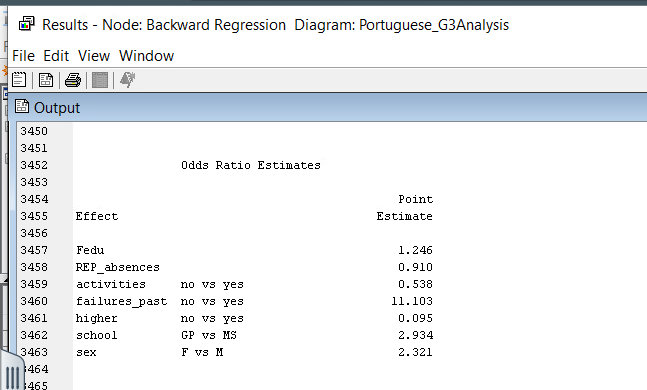 Results - Node: Backward Regression Diagram: Portuguese_G3Analysis
File Edit View Window
Output
3450
3451
3452 Odds Ratio Estimates
3453
3454 Point
3455 Effect Estimate
3456
3457 Fedu 1.246
3458 REP_absences 0.910
3459 activities no vs yes 0.538
3460 failures_past no vs yes 11.103
3461 higher no vs yes 0.095
3462 school GP vs MS 2.934
3463 sex F vs M 2.321
3464
3465